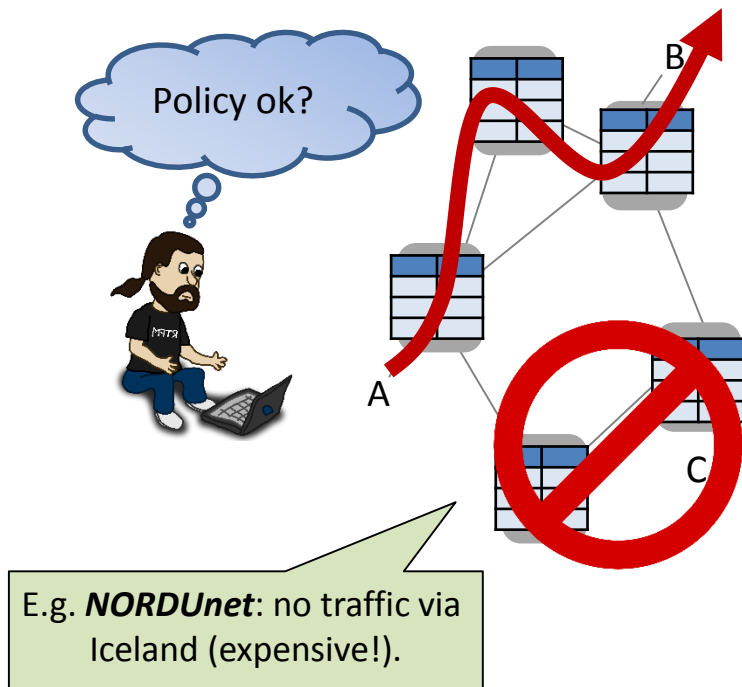 Policy ok?
B
A
C
E.g. NORDUnet: no traffic via
Iceland (expensive!).